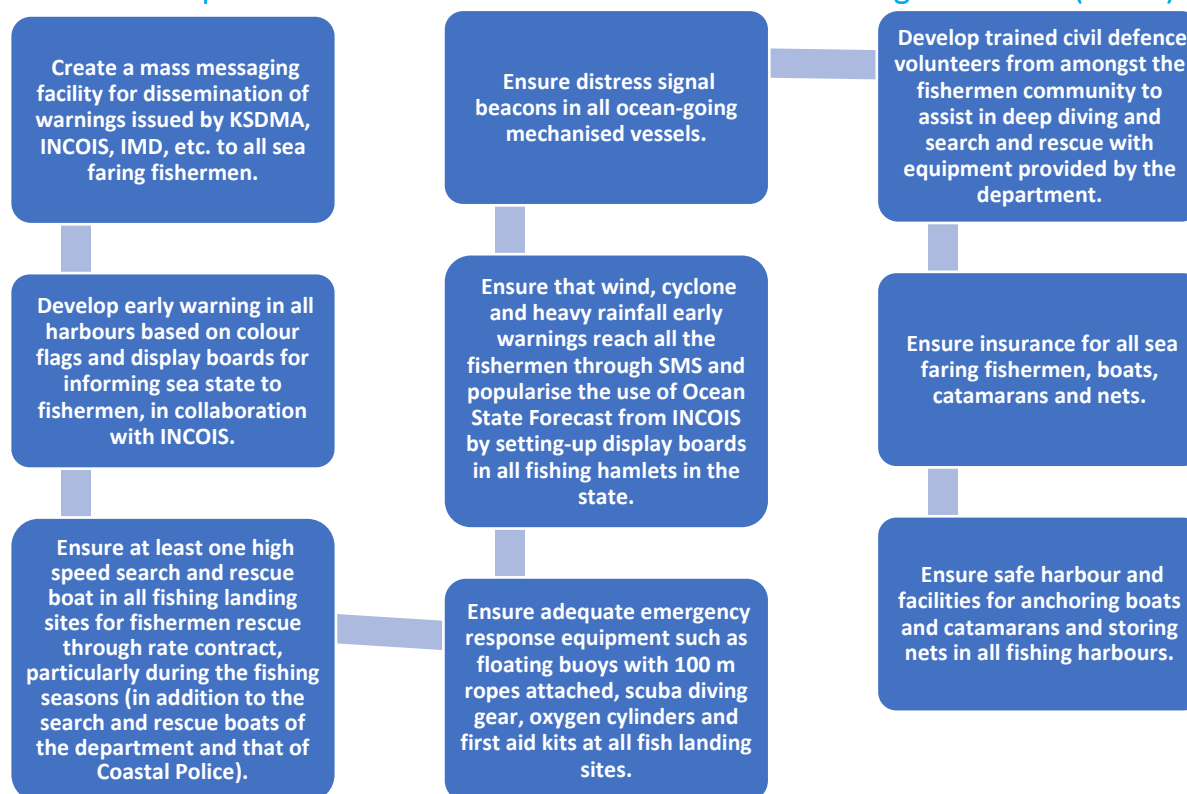 Create a mass messaging
facility for dissemination of
warnings issued by KSDMA,
INCOIS, IMD, etc. to all sea
faring fishermen.
Develop early warning in all
harbours based on colour
flags and display boards for
informing sea state to
fishermen, in collaboration
with INCOIS.
Ensure at least one high
speed search and rescue
boat in all fishing landing
sites for fishermen rescue
through rate contract,
particularly during the fishing
seasons (in addition to the
search and rescue boats of
the department and that of
Coastal Police).
Ensure adequate emergency
response equipment such as
floating buoys with 100 m
ropes attached, scuba diving
gear, oxygen cylinders and
first aid kits at all fish landing
sites.
Ensure that wind, cyclone
and heavy rainfall early
warnings reach all the
fishermen through SMS and
popularise the use of Ocean
State Forecast from INCOIS
by setting-up display boards
in all fishing hamlets in the
state.
Ensure distress signal
beacons in all ocean-going
mechanised vessels.
Develop trained civil defence
volunteers from amongst the
fishermen community to
assist in deep diving and
search and rescue with
equipment provided by the
department.
Ensure insurance for all sea
faring fishermen, boats,
catamarans and nets.
Ensure safe harbour and
facilities for anchoring boats
and catamarans and storing
nets in all fishing harbours.